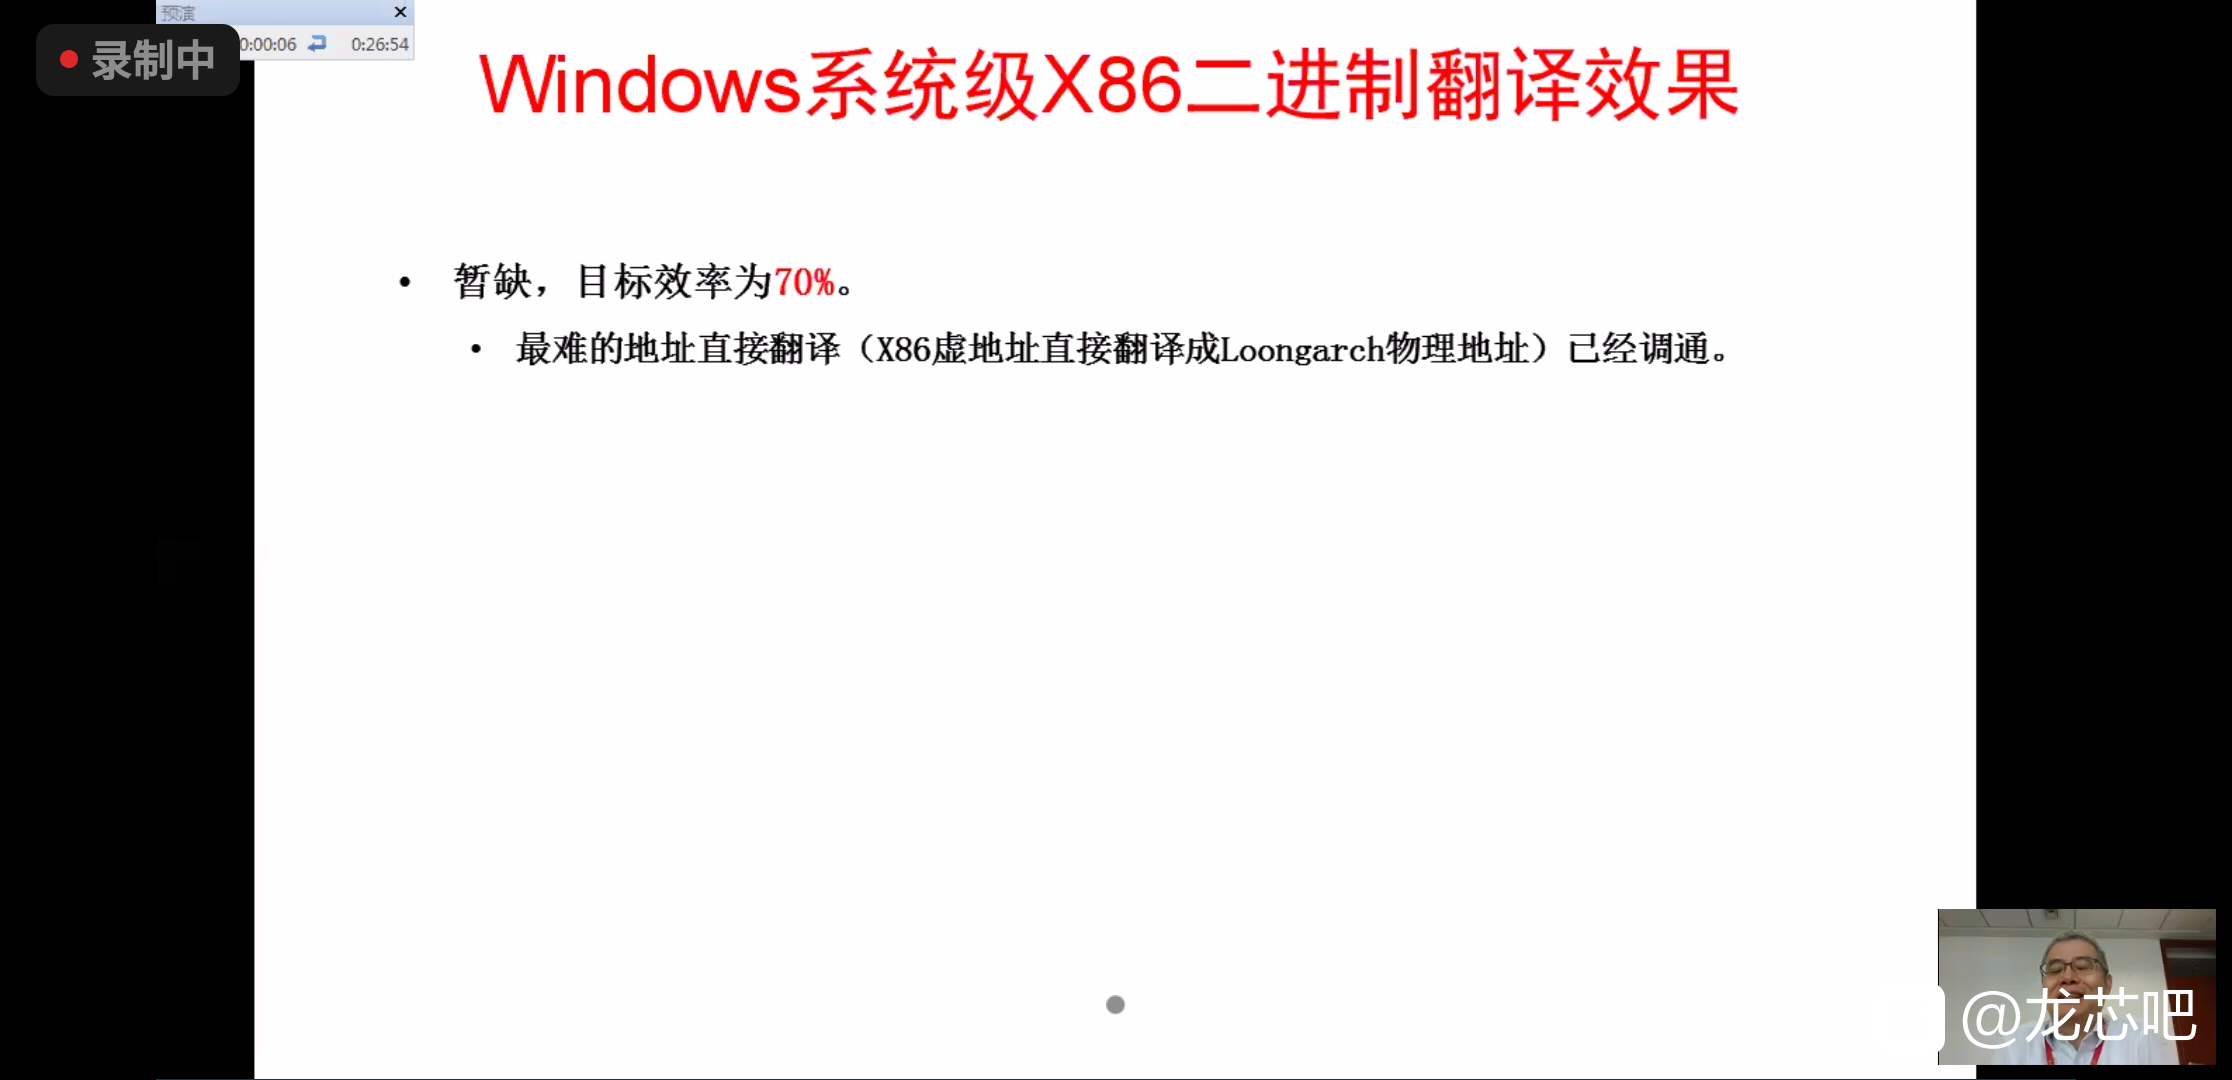 预演
录制中
0:00:06 0:26:54
Windows系统级X86二进制翻译效果
• 暂缺，目标效率为70%。
• 最难的地址直接翻译（X86虚地址直接翻译成Loongarch物理地址）已经调通。
@龙芯吧